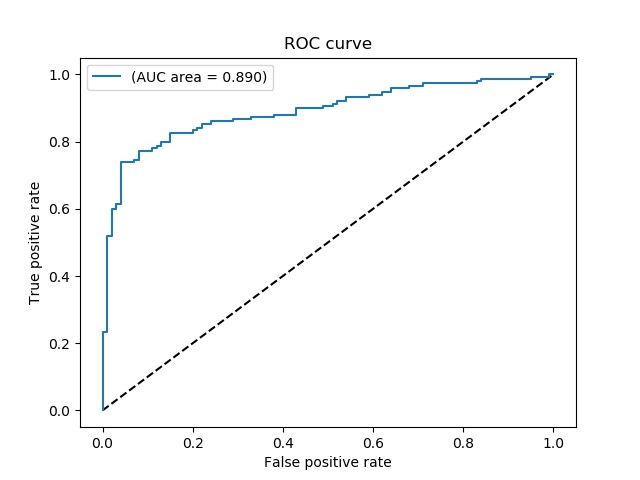 ROC curve
(AUC area = 0.890)
True positive rate
1.0
0.8
0.6
0.4
0.2
0.0
0.0 0.2 0.4 0.6 0.8 1.0
False positive rate